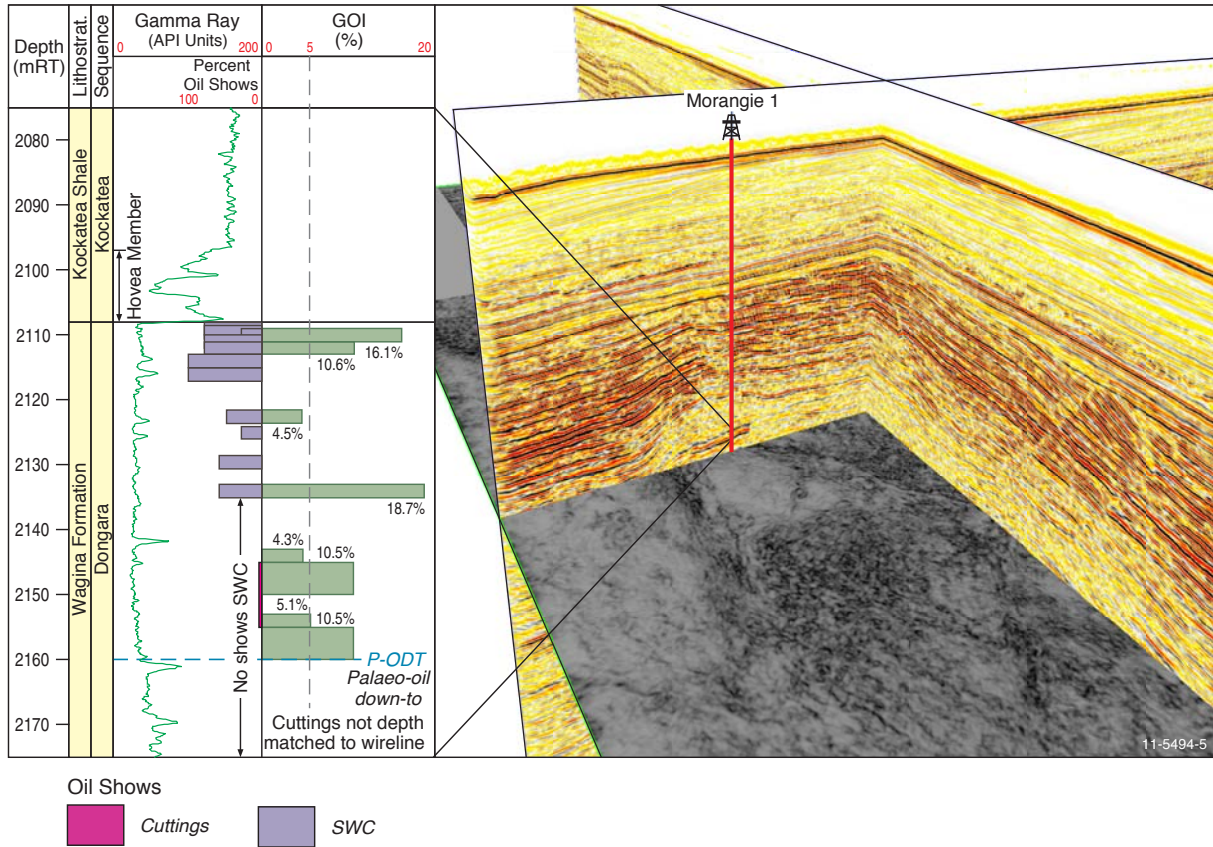 Depth
(mRT)
Lithostrat.
Sequence
Gamma Ray
(API Units)
0
200
Percent
Oil Shows
100
0
GOI
(%)
0
5
20
2080
2090
2100
2110
2120
2130
2140
2150
2160
2170
Kockatea Shale
Kockatea
Hovea Member
Wagina Formation
Dongara
16.1%
10.6%
4.5%
18.7%
4.3%
10.5%
5.1%
10.5%
No shows SWC
P-ODT
Palaeo-oil
down-to
Cuttings not depth
matched to wireline
Morangie 1
11-5494-5
Oil Shows
Cuttings
SWC